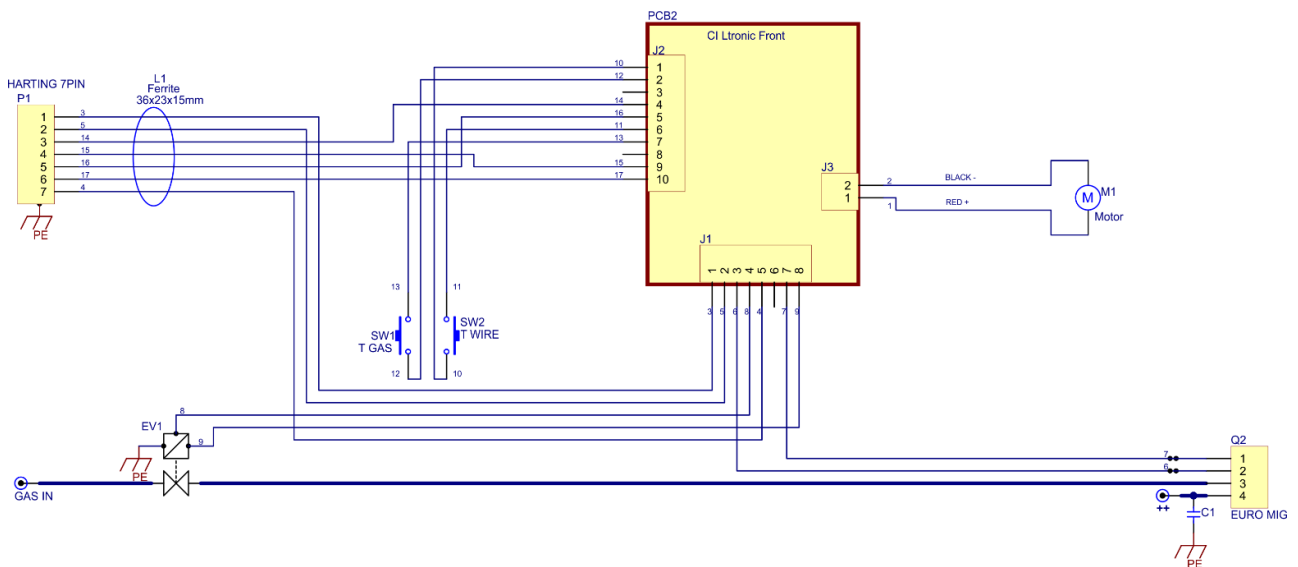 PCB2
CI Ltronic Front
J2
HARTING 7PIN
P1
L1
Ferrite
36x23x15mm
10 1
12 2
3
14 4
16 5
11 6
13 7
8
15 9
17 10
1 3
2 5
3 14
4 15
5 16
6 17
7 4
PE
J3
2 2 BLACK -
1 1 RED +
M M1
Motor
J1
1 2 3 4 5 6 7 8
3 5 6 8 4 7 9
13 11
SW1
T GAS
SW2
T WIRE
12 10
8
EV1
9
PE
GAS IN
Q2
7 1
6 2
3
4
++
C1
EURO MIG
PE